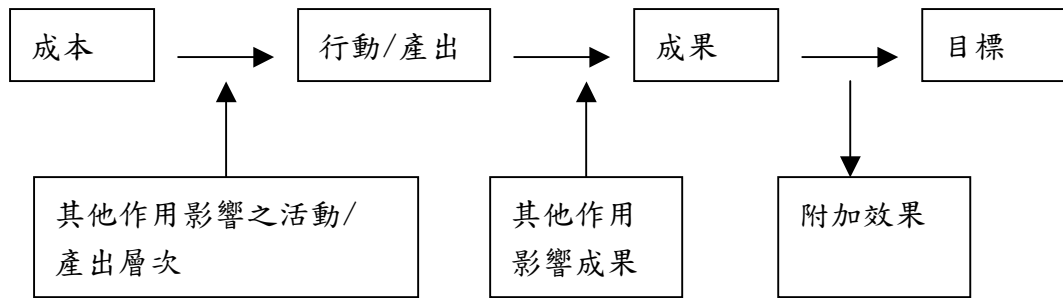 成本
行動/產出
成果
目標
其他作用影響之活動/
產出層次
其他作用
影響成果
附加效果